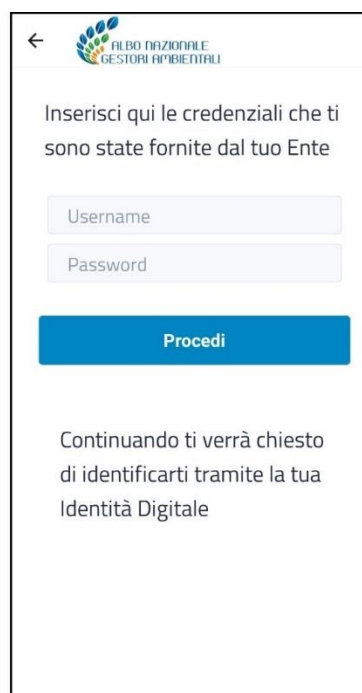 ALBO NAZIONALE
GESTORI AMBIENTALI
Inserisci qui le credenziali che ti
sono state fornite dal tuo Ente
Username
Password
Procedi
Continuando ti verrà chiesto
di identificarti tramite la tua
Identità Digitale